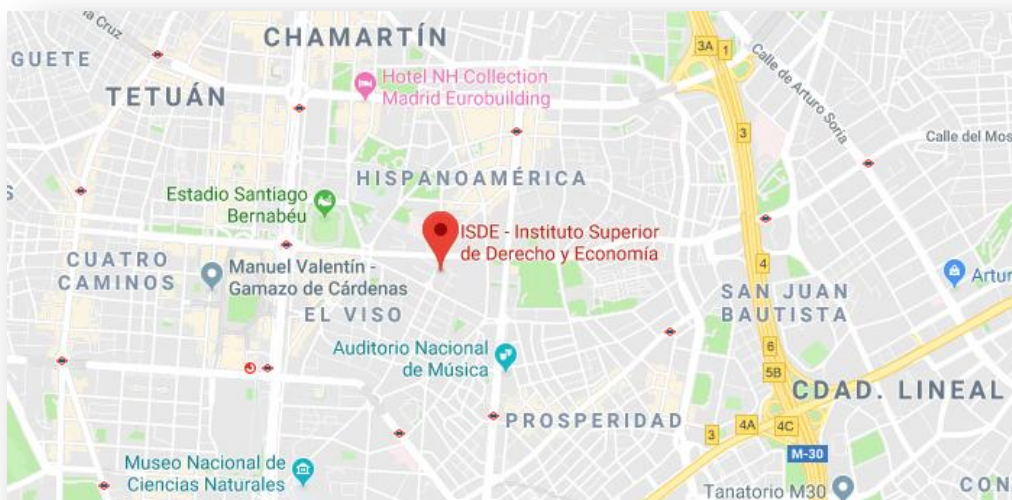 la Cruz
GUETE
CHAMARTÍN
3A
1
Calle de Arturo Soria
TETUÁN
Hotel NH Collection
Madrid Eurobuilding
3
Calle del Mos
HISPANOAMÉRICA
S
Estadio Santiago
Bernabéu
ISDE - Instituto Superior
de Derecho y Economía
CUATRO
CAMINOS
Manuel Valentín -
Gamazo de Cárdenas
4
Artur
SAN JUAN
BAUTISTA
EL VISO
Auditorio Nacional
de Música
6
5B
CDAD. LINEAL
PROSPERIDAD
3
4A
4C
M-30
Museo Nacional de
Ciencias Naturales
Tanatorio M30
CON